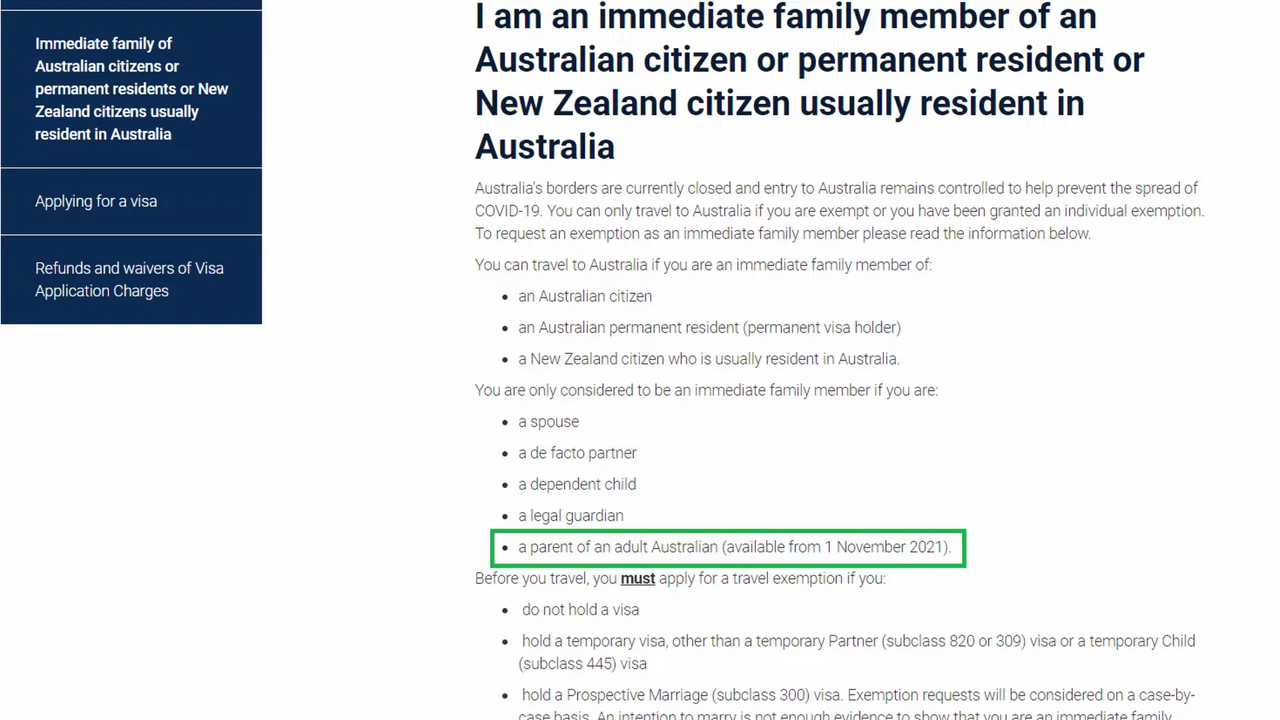 Immediate family of
Australian citizens or
permanent residents or New
Zealand citizens usually
resident in Australia
Applying for a visa
Refunds and waivers of Visa
Application Charges
I am an immediate family member of an
Australian citizen or permanent resident or
New Zealand citizen usually resident in
Australia
Australia's borders are currently closed and entry to Australia remains controlled to help prevent the spread of
COVID-19. You can only travel to Australia if you are exempt or you have been granted an individual exemption.
To request an exemption as an immediate family member please read the information below.
You can travel to Australia if you are an immediate family member of:
• an Australian citizen
• an Australian permanent resident (permanent visa holder)
• a New Zealand citizen who is usually resident in Australia.
You are only considered to be an immediate family member if you are:
• a spouse
• a de facto partner
• a dependent child
• a legal guardian
• a parent of an adult Australian (available from 1 November 2021).
Before you travel, you must apply for a travel exemption if you:
• do not hold a visa
• hold a temporary visa, other than a temporary Partner (subclass 820 or 309) visa or a temporary Child
(subclass 445) visa
• hold a Prospective Marriage (subclass 300) visa. Exemption requests will be considered on a case-by-
case basis. An intention to marry is not enough evidence to show that you are an immediate family